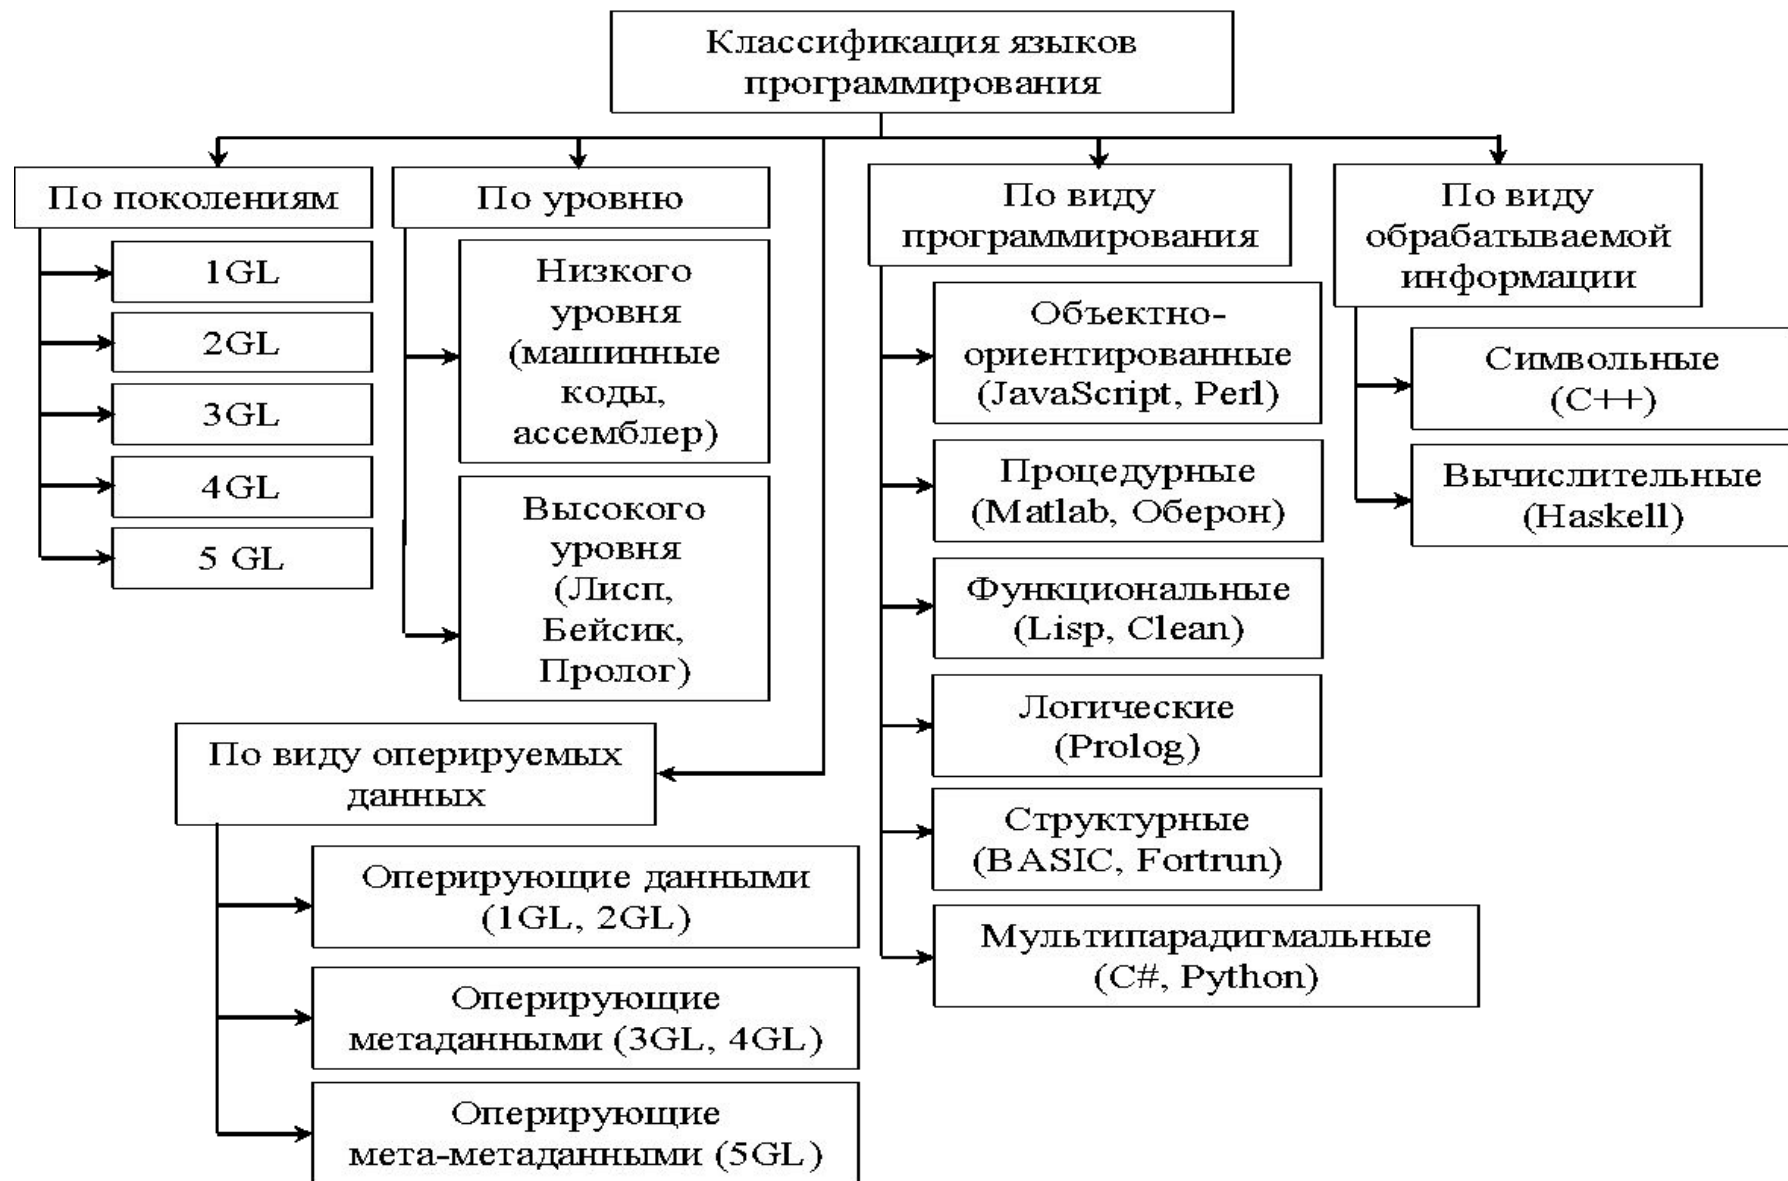 Классификация языков
программирования
По поколениям
1GL
2GL
3GL
4GL
5 GL
По уровню
Низкого
уровня
(машинные
коды,
ассемблер)
Высокого
уровня
(Лисп,
Бейсик,
Пролог)
По виду оперируемых
данных
Оперирующие данными
(1GL, 2GL)
Оперирующие
метаданными (3GL, 4GL)
Оперирующие
мета-метаданными (5GL)
По виду
программирования
Объектно-
ориентированные
(JavaScript, Perl)
Процедурные
(Matlab, Оберон)
Функциональные
(Lisp, Clean)
Логические
(Prolog)
Структурные
(BASIC, Fortrun)
Мультипарадигмальные
(C#, Python)
По виду
обрабатываемой
информации
Символьные
(C++)
Вычислительные
(Haskell)